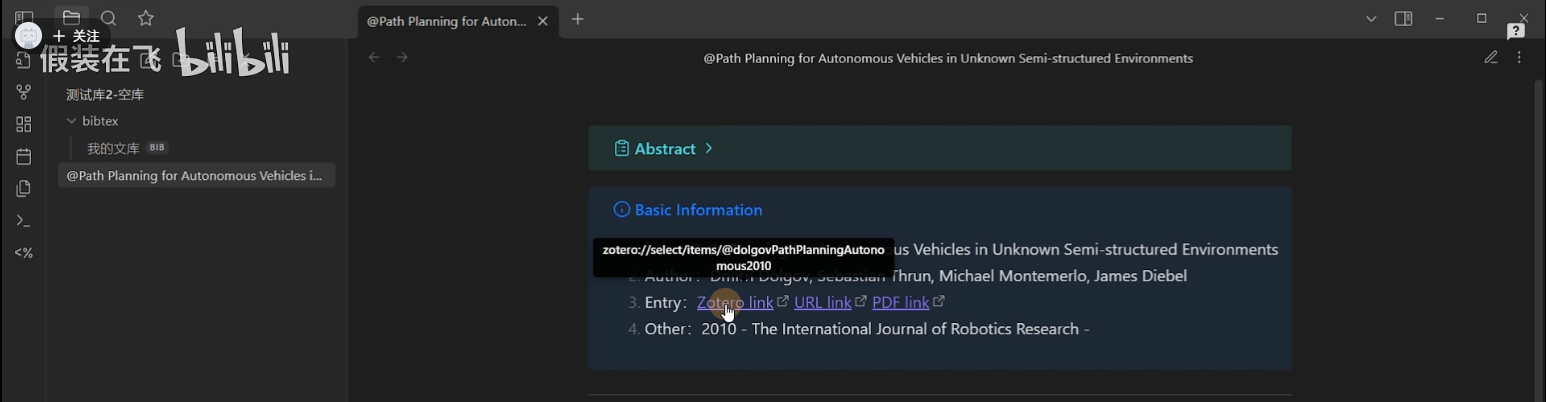 @Path Planning for Auton...
关注
假装在飞 bilibili
@Path Planning for Autonomous Vehicles in Unknown Semi-structured Environments
测试库2-空库
bibtex
我的文库 BIB
@Path Planning for Autonomous Vehicles i...
Abstract
Basic Information
zotero://select/items/@dolgovPathPlanningAutono
mous2010
us Vehicles in Unknown Semi-structured Environments
2. Author: Dmitri Dolgov, Sebastian Thrun, Michael Montemerlo, James Diebel
3. Entry: Zotero link URL link PDF link
4. Other: 2010 - The International Journal of Robotics Research -